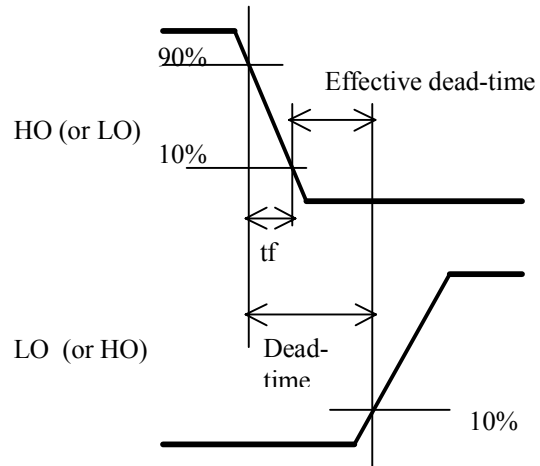 90%
Effective dead-time
HO (or LO)
10%
tf
LO (or HO)
Dead-
time
10%